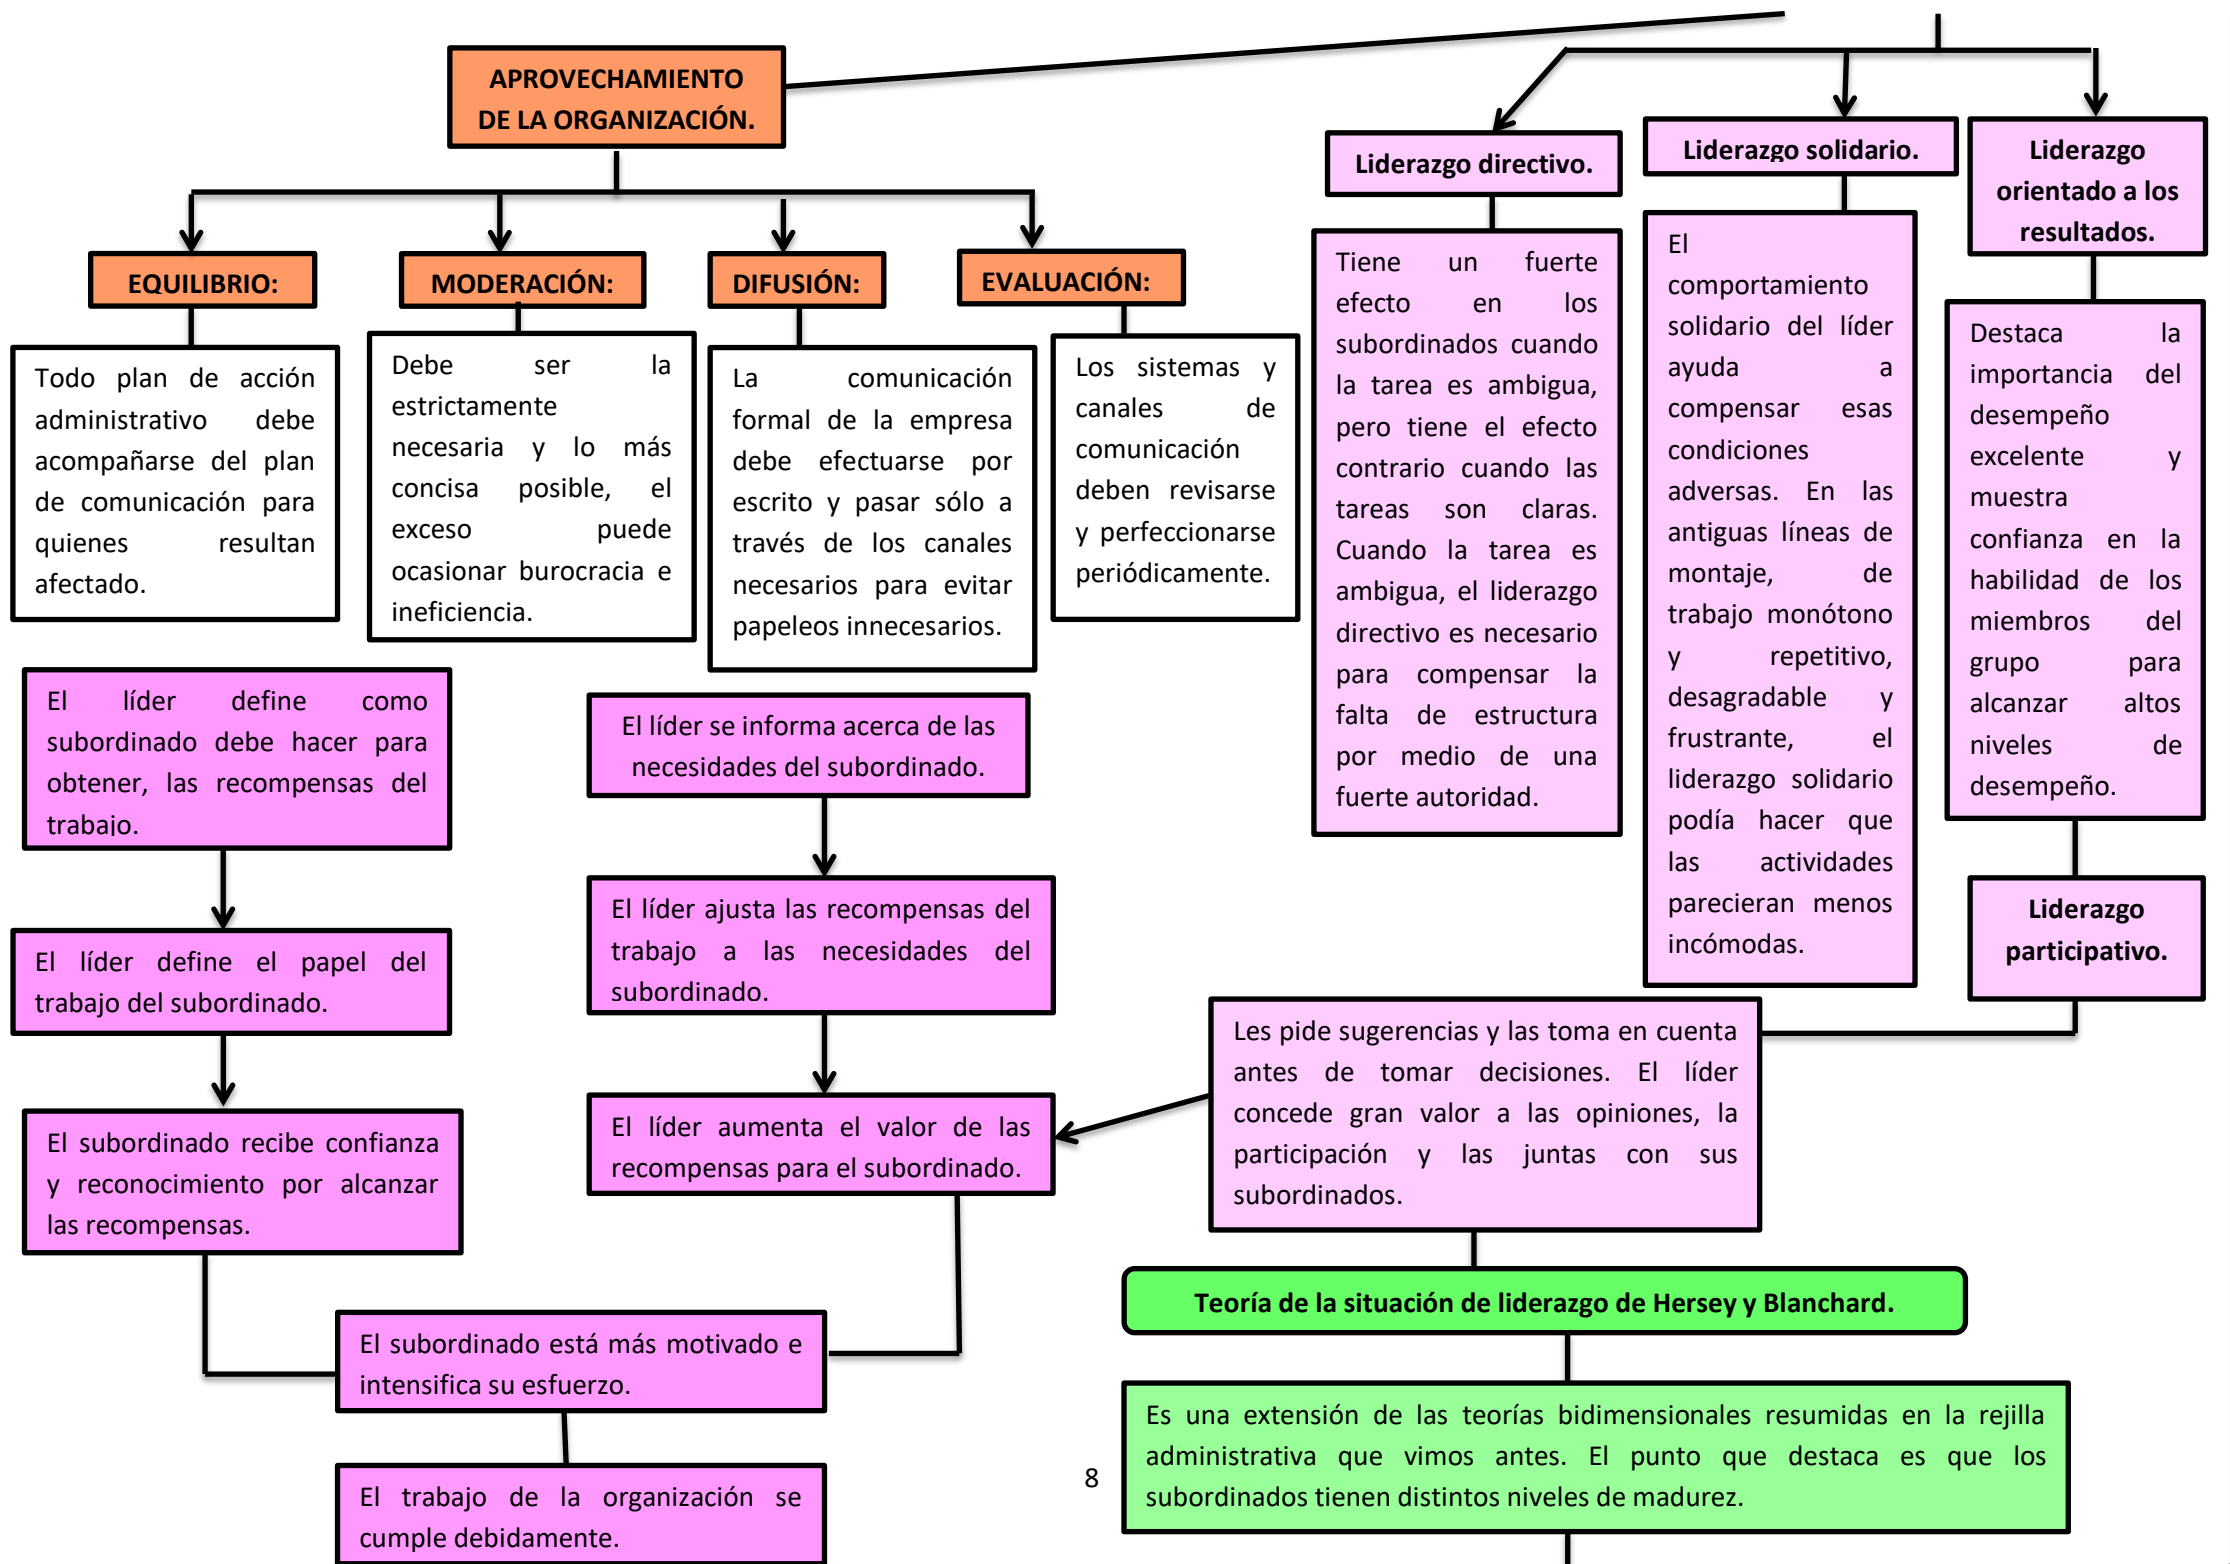 APROVECHAMIENTO
DE LA ORGANIZACIÓN.
EQUILIBRIO:
Todo plan de acción
administrativo debe
acompañarse del plan
de comunicación para
quienes resultan
afectado.
MODERACIÓN:
Debe ser la
estrictamente
necesaria y lo más
concisa posible, el
exceso puede
ocasionar burocracia e
ineficiencia.
DIFUSIÓN:
La comunicación
formal de la empresa
debe efectuarse por
escrito y pasar sólo a
través de los canales
necesarios para evitar
papeleos innecesarios.
EVALUACIÓN:
Los sistemas y
canales de
comunicación
deben revisarse
y perfeccionarse
periódicamente.
Liderazgo directivo.
Tiene un fuerte
efecto en los
subordinados cuando
la tarea es ambigua,
pero tiene el efecto
contrario cuando las
tareas son claras.
Cuando la tarea es
ambigua, el liderazgo
directivo es necesario
para compensar la
falta de estructura
por medio de una
fuerte autoridad.
Liderazgo solidario.
El
comportamiento
solidario del líder
ayuda a
compensar esas
condiciones
adversas. En las
antiguas líneas de
montaje, de
trabajo monótono
y repetitivo,
desagradable y
frustrante, el
liderazgo solidario
podía hacer que
las actividades
parecieran menos
incómodas.
Liderazgo
orientado a los
resultados.
Destaca la
importancia del
desempeño
excelente y
muestra
confianza en la
habilidad de los
miembros del
grupo para
alcanzar altos
niveles de
desempeño.
Liderazgo
participativo.
Les pide sugerencias y las toma en cuenta
antes de tomar decisiones. El líder
concede gran valor a las opiniones, la
participación y las juntas con sus
subordinados.
El líder define como
subordinado debe hacer para
obtener, las recompensas del
trabajo.
El líder define el papel del
trabajo del subordinado.
El subordinado recibe confianza
y reconocimiento por alcanzar
las recompensas.
El líder se informa acerca de las
necesidades del subordinado.
El líder ajusta las recompensas del
trabajo a las necesidades del
subordinado.
El líder aumenta el valor de las
recompensas para el subordinado.
El subordinado está más motivado e
intensifica su esfuerzo.
El trabajo de la organización se
cumple debidamente.
Teoría de la situación de liderazgo de Hersey y Blanchard.
Es una extensión de las teorías bidimensionales resumidas en la rejilla
administrativa que vimos antes. El punto que destaca es que los
subordinados tienen distintos niveles de madurez.
8